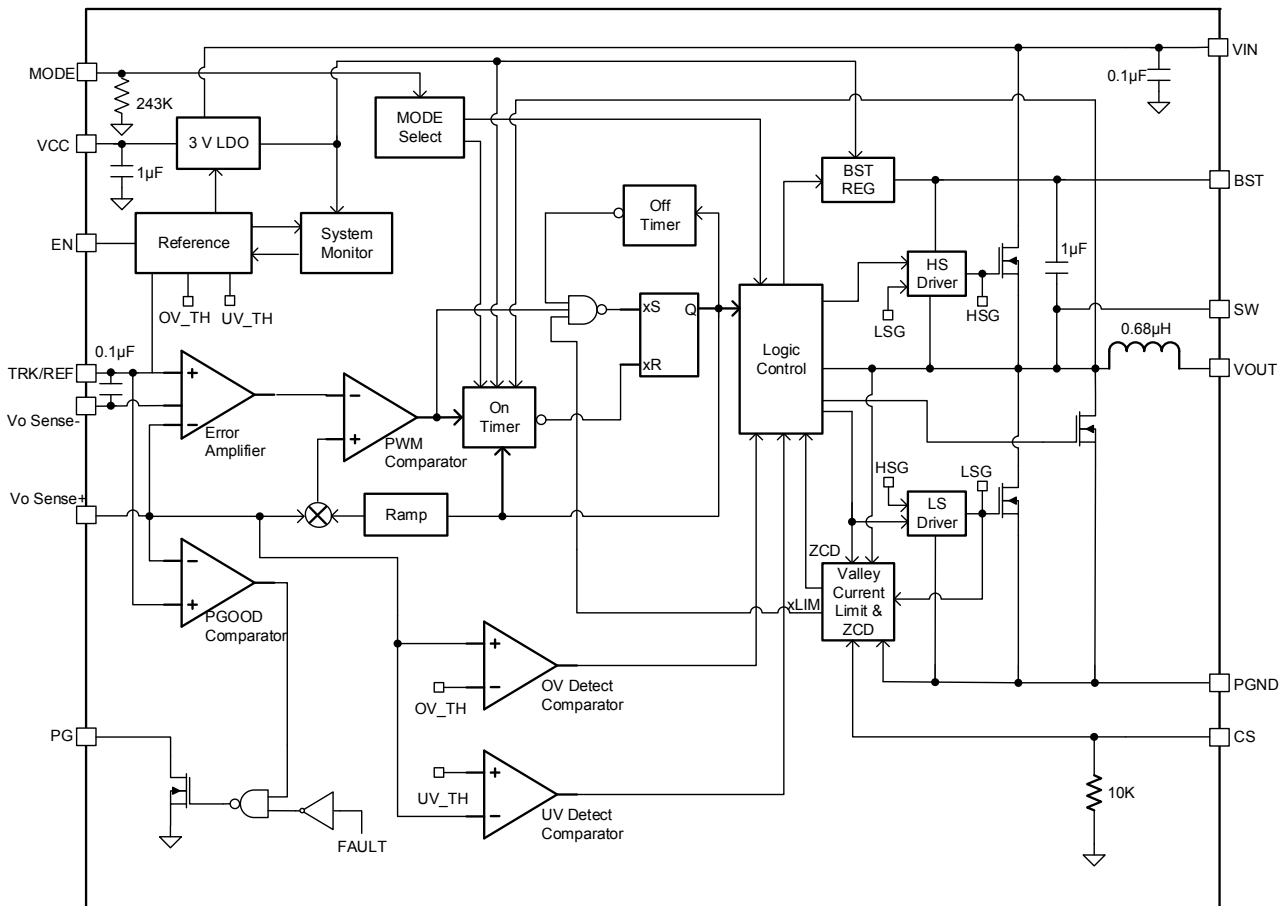 VIN
MODE
0.1µF
243K
MODE
Select
VCC
3 V LDO
1µF
BST
REG
BST
Off
Timer
EN
Reference
System
Monitor
1µF
HS
Driver
OV_TH
UV_TH
LSG
HSG
xS
Q
SW
0.1µF
0.68µH
TRK/REF
Logic
Control
VOUT
xR
On
Timer
Vo Sense-
Error
Amplifier
PWM
Comparator
HSG
LSG
Vo Sense+
Ramp
LS
Driver
ZCD
Valley
Current
Limit &
ZCD
xLIM
PGOOD
Comparator
OV Detect
Comparator
OV_TH
PGND
PG
CS
UV_TH
UV Detect
Comparator
10K
FAULT